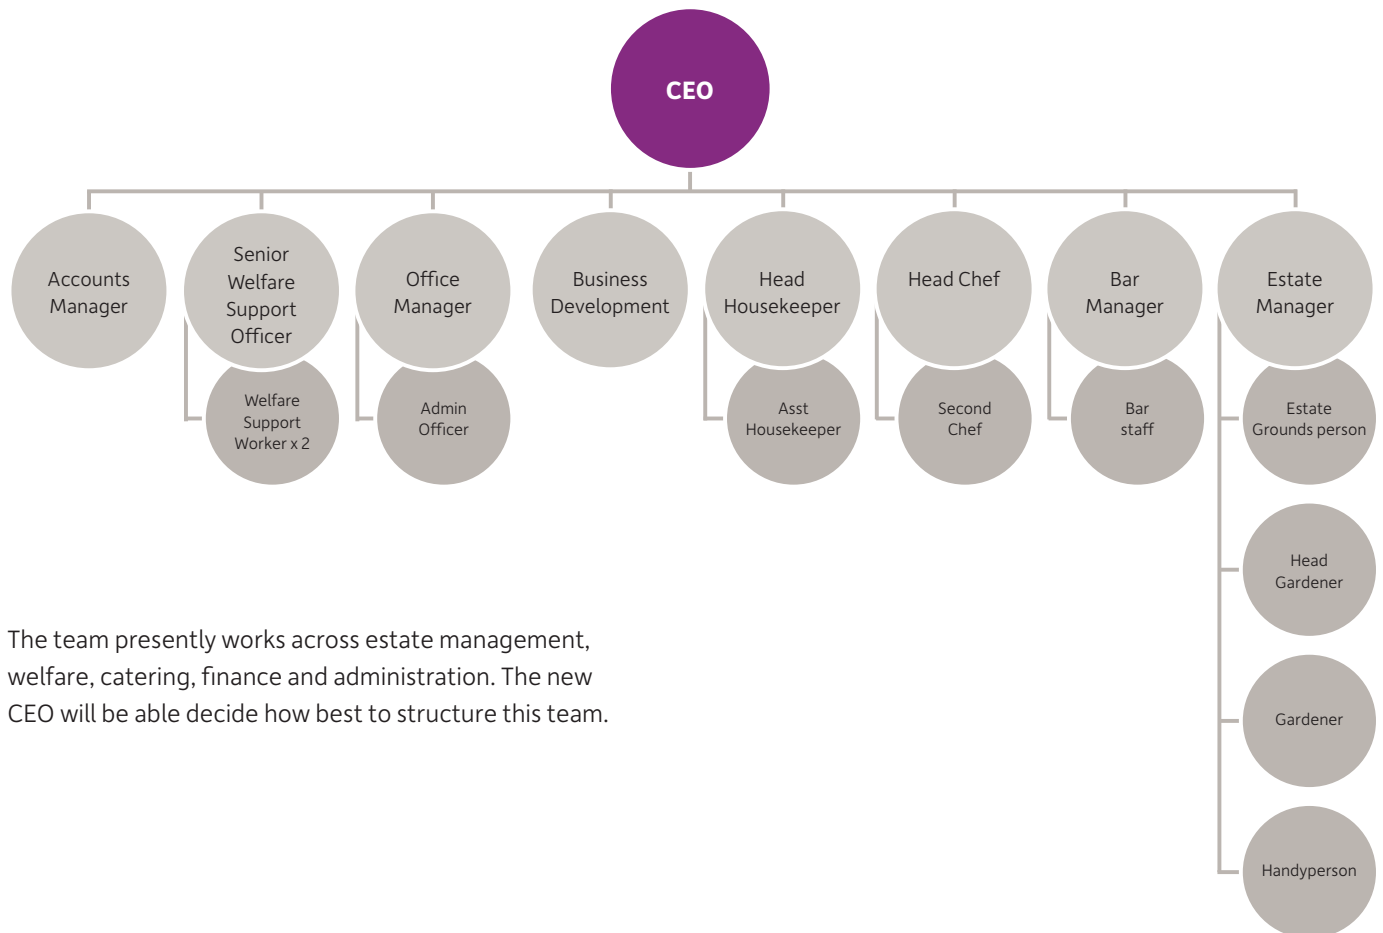 CEO
Accounts
Manager
Senior
Welfare
Support
Officer
Office
Manager
Business
Development
Head
Housekeeper
Head Chef
Bar
Manager
Estate
Manager
Welfare
Support
Worker x 2
Admin
Officer
Asst
Housekeeper
Second
Chef
Bar
staff
Estate
Grounds person
Head
Gardener
Gardener
Handyperson
The team presently works across estate management,
welfare, catering, finance and administration. The new
CEO will be able decide how best to structure this team.